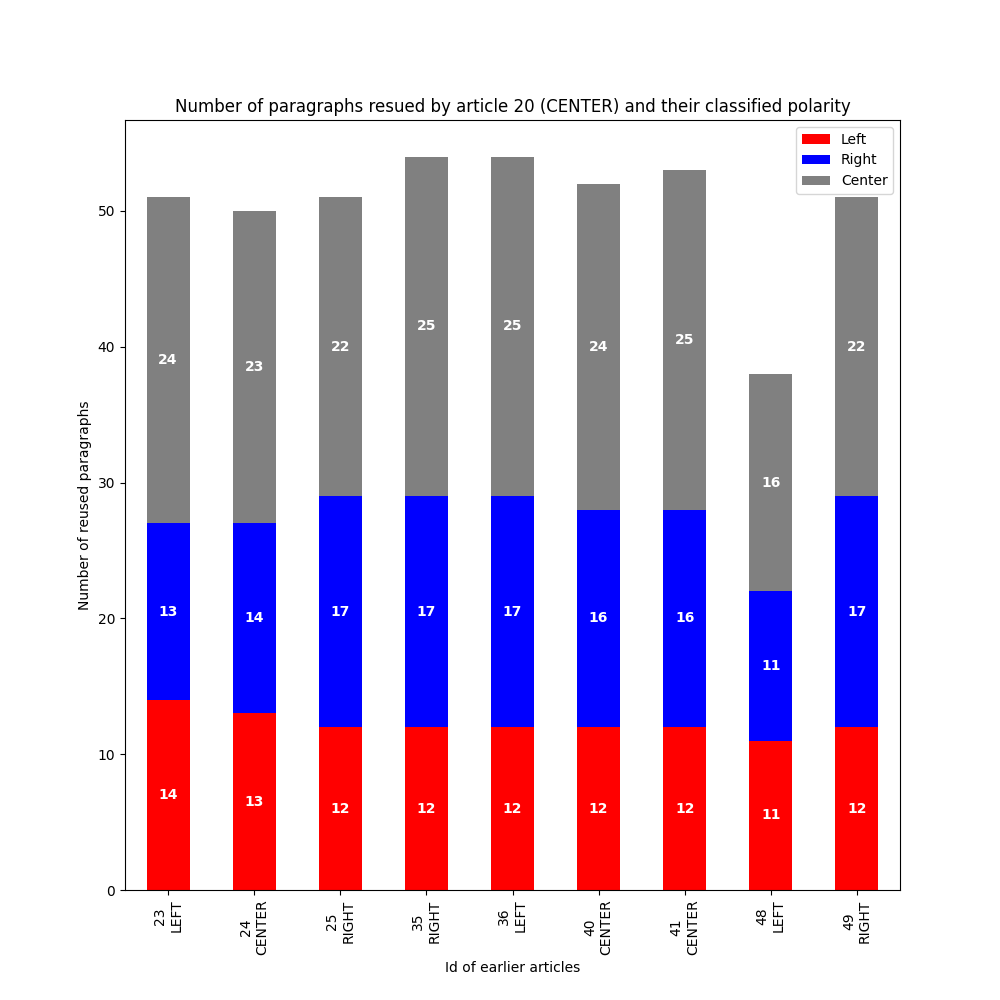 Number of paragraphs resued by article 20 (CENTER) and their classified polarity
Left
Right
Center
Number of reused paragraphs
50
40
30
20
10
0
24
23
22
25
25
24
25
16
22
13
14
17
17
17
16
16
11
17
14
13
12
12
12
12
12
11
12
23
LEFT
24
CENTER
25
RIGHT
35
RIGHT
36
LEFT
40
CENTER
41
CENTER
48
LEFT
49
RIGHT
Id of earlier articles